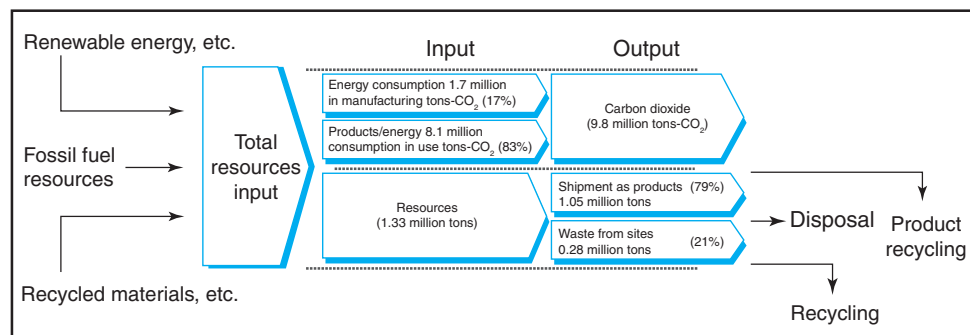 Renewable energy, etc.
Fossil fuel
resources
Recycled materials, etc.
Total
resources
input
Input
Output
Energy consumption 1.7 million
in manufacturing tons-CO₂ (17%)
Products/energy 8.1 million
consumption in use tons-CO₂ (83%)
Carbon dioxide
(9.8 million tons-CO₂)
Resources
(1.33 million tons)
Shipment as products (79%)
1.05 million tons
Waste from sites (21%)
0.28 million tons
Disposal
Product
recycling
Recycling